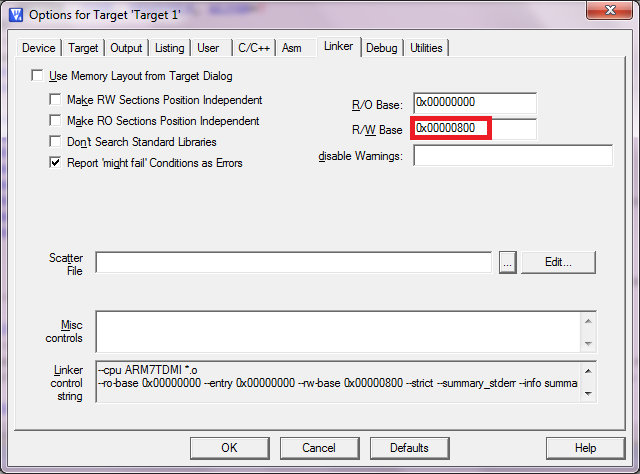 Options for Target 'Target 1'
Device Target Output Listing User C/C++ Asm Linker Debug Utilities
Use Memory Layout from Target Dialog
Make RW Sections Position Independent
Make RO Sections Position Independent
Don't Search Standard Libraries
Report 'might fail' Conditions as Errors
R/O Base: 0x00000000
R/W Base 0x00000800
disable Warnings:
Scatter
File
... Edit...
Misc
controls
Linker
control
string
--cpu ARM7TDMI *.o
--ro-base 0x00000000 --entry 0x00000000 --rw-base 0x00000800 --strict --summary_stderr --info summa
OK Cancel Defaults Help